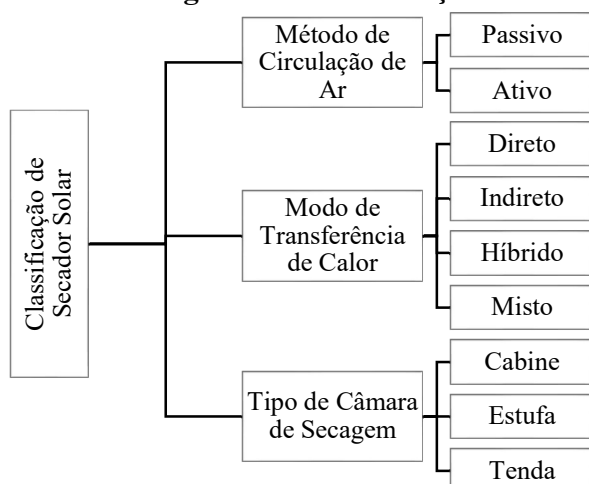 Classificação de
Secador Solar
Método de
Circulação de
Ar
Passivo
Ativo
Modo de
Transferência
de Calor
Direto
Indireto
Híbrido
Misto
Tipo de Câmara
de Secagem
Cabine
Estufa
Tenda